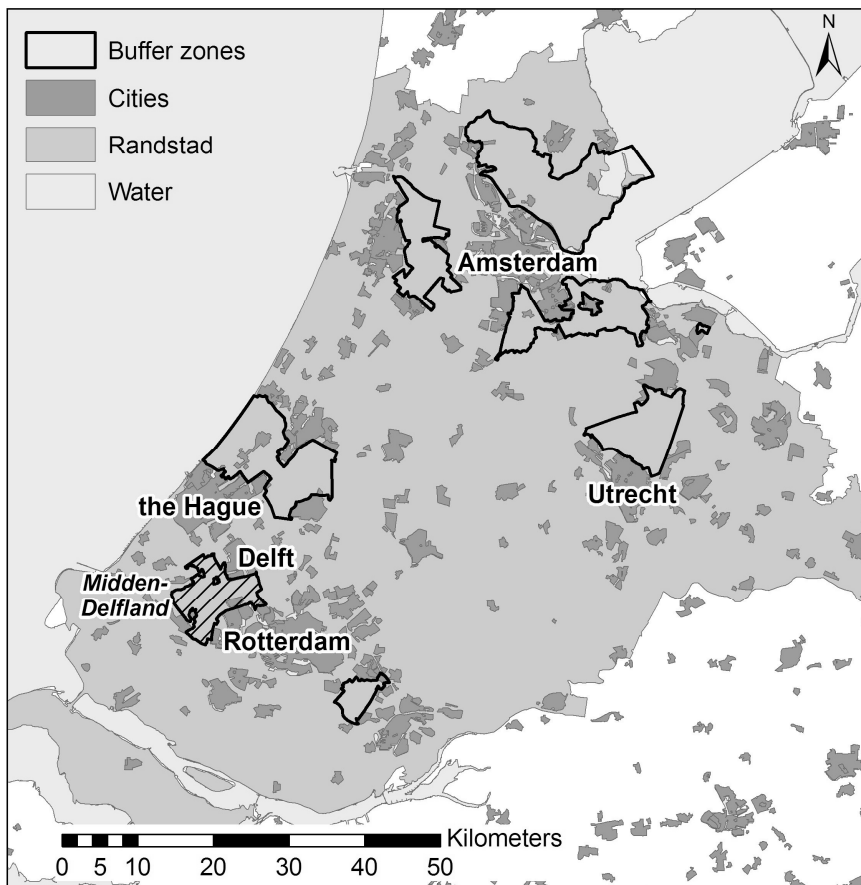 Buffer zones
Cities
Randstad
Water
N
Amsterdam
Utrecht
the Hague
Delft
Midden-
Delfland
Rotterdam
Kilometers
0 5 10 20 30 40 50